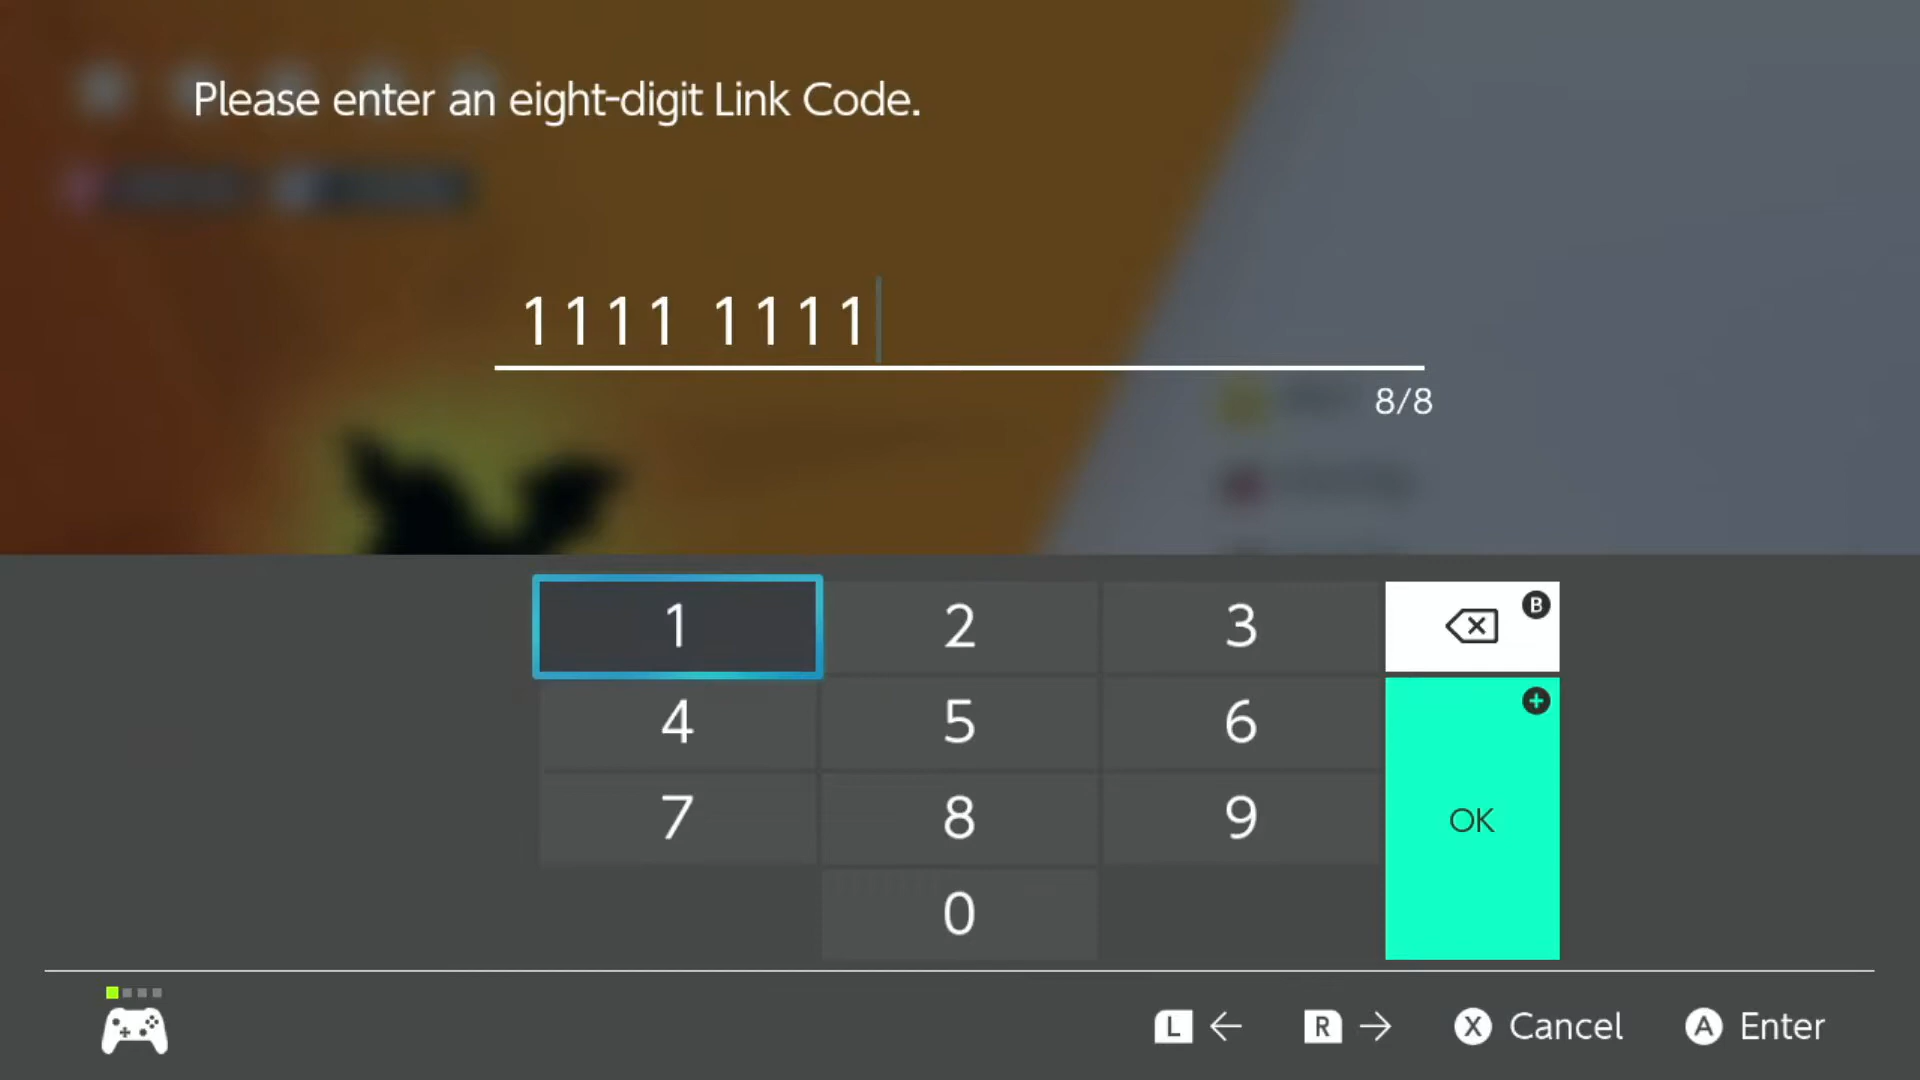 Please enter an eight-digit Link Code.
1111 1111
8/8
1 2 3 B
4 5 6 +
7 8 9 OK
0
L ← R → X Cancel A Enter